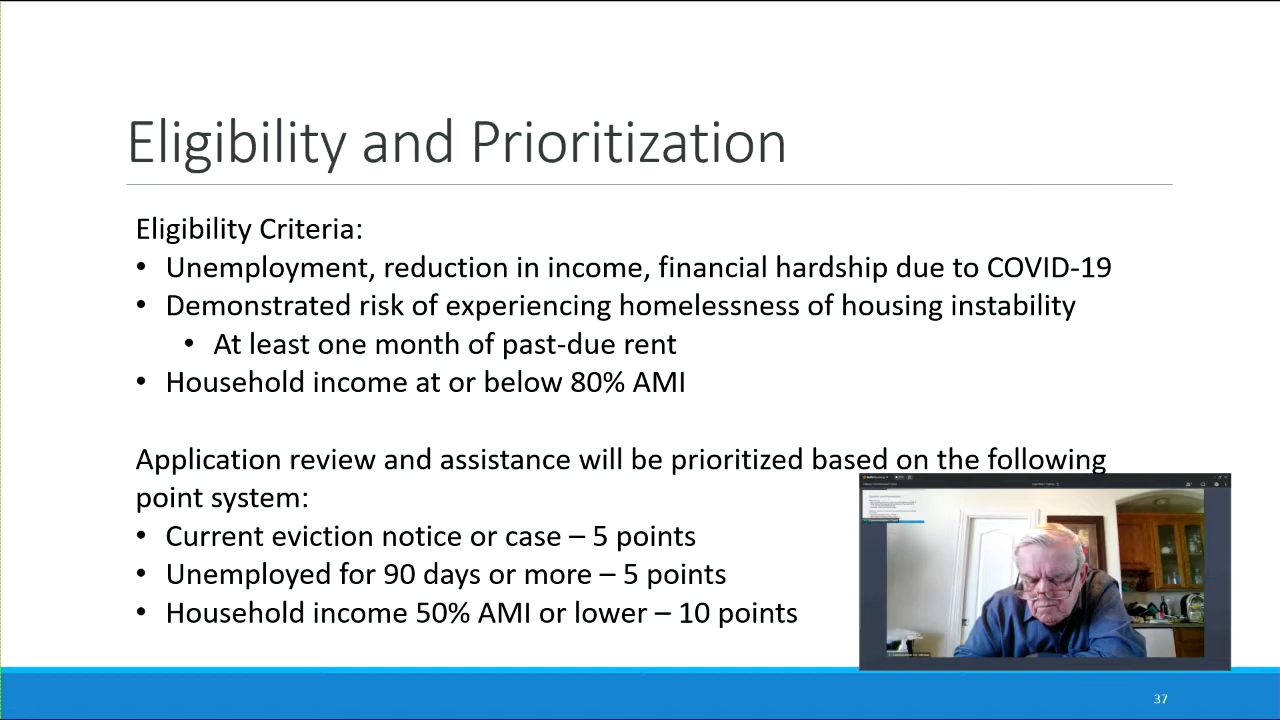 Eligibility and Prioritization
Eligibility Criteria:
• Unemployment, reduction in income, financial hardship due to COVID-19
• Demonstrated risk of experiencing homelessness of housing instability
• At least one month of past-due rent
• Household income at or below 80% AMI
Application review and assistance will be prioritized based on the following
point system:
• Current eviction notice or case – 5 points
• Unemployed for 90 days or more – 5 points
• Household income 50% AMI or lower – 10 points
37